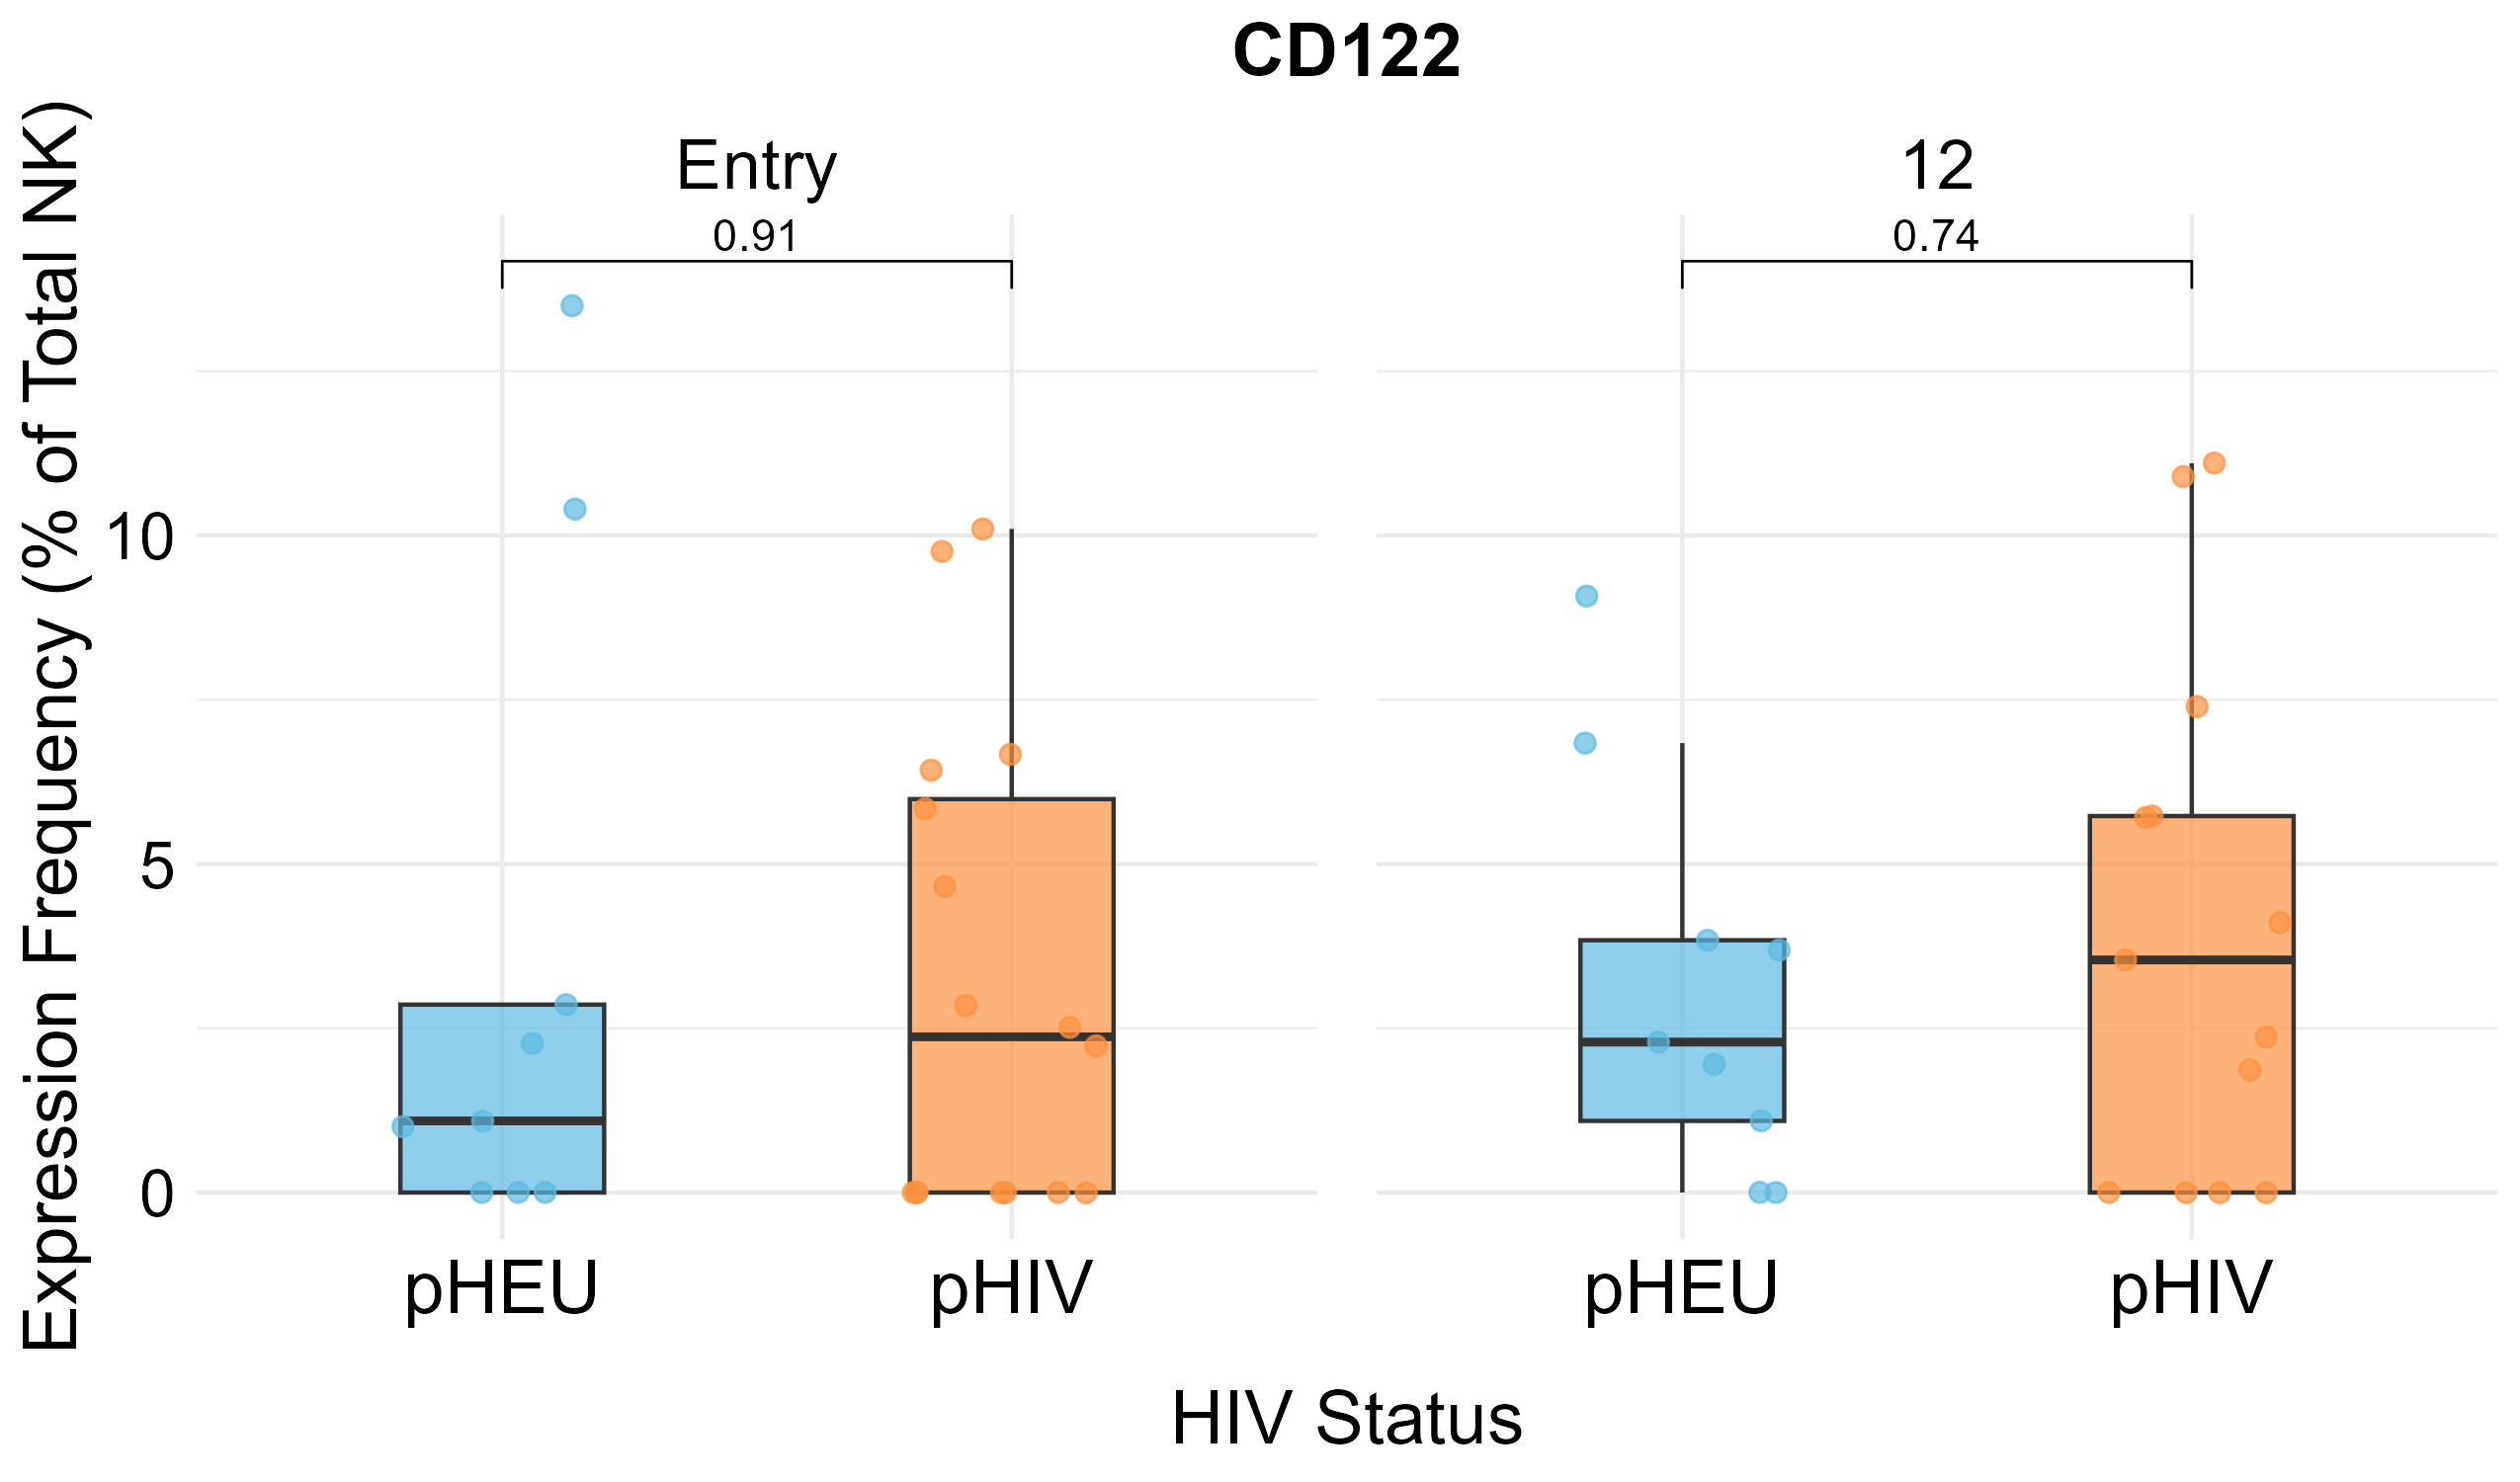 CD122
Entry
12
0.91
0.74
Expression Frequency (% of Total NK)
10
5
0
pHEU
pHIV
pHEU
pHIV
HIV Status